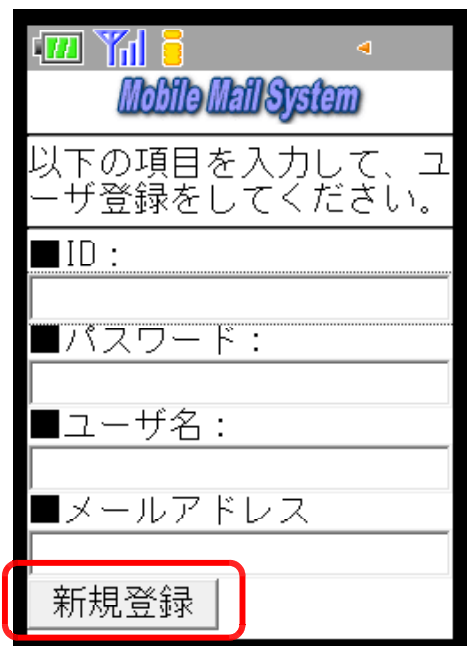 Mobile Mail System
以下の項目を入力して、ユ
ーザ登録をしてください。
■ID：
■パスワード：
■ユーザ名：
■メールアドレス
新規登録